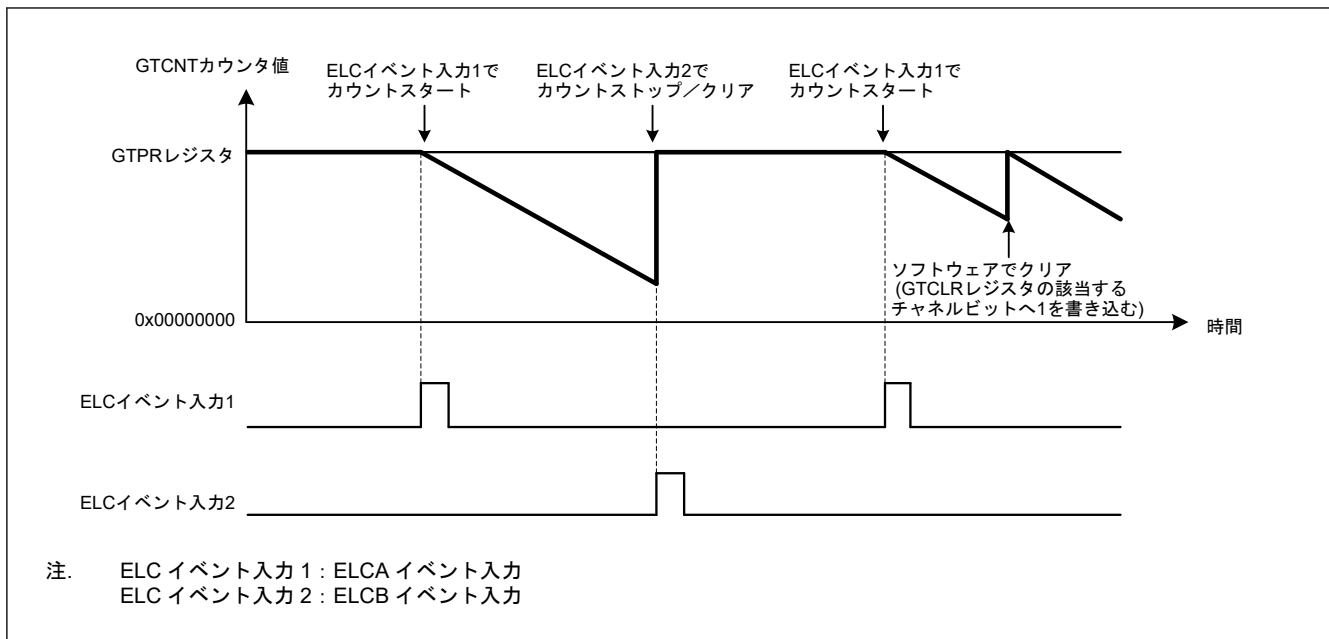 GTCNTカウンタ値
ELCイベント入力1で
カウントスタート
ELCイベント入力2で
カウントストップ／クリア
ELCイベント入力1で
カウントスタート
GTPRレジスタ
ソフトウェアでクリア
(GTCLRレジスタの該当する
チャネルビットへ1を書き込む)
0x00000000
時間
ELCイベント入力1
ELCイベント入力2
注. ELC イベント入力 1 : ELCA イベント入力
ELC イベント入力 2 : ELCB イベント入力